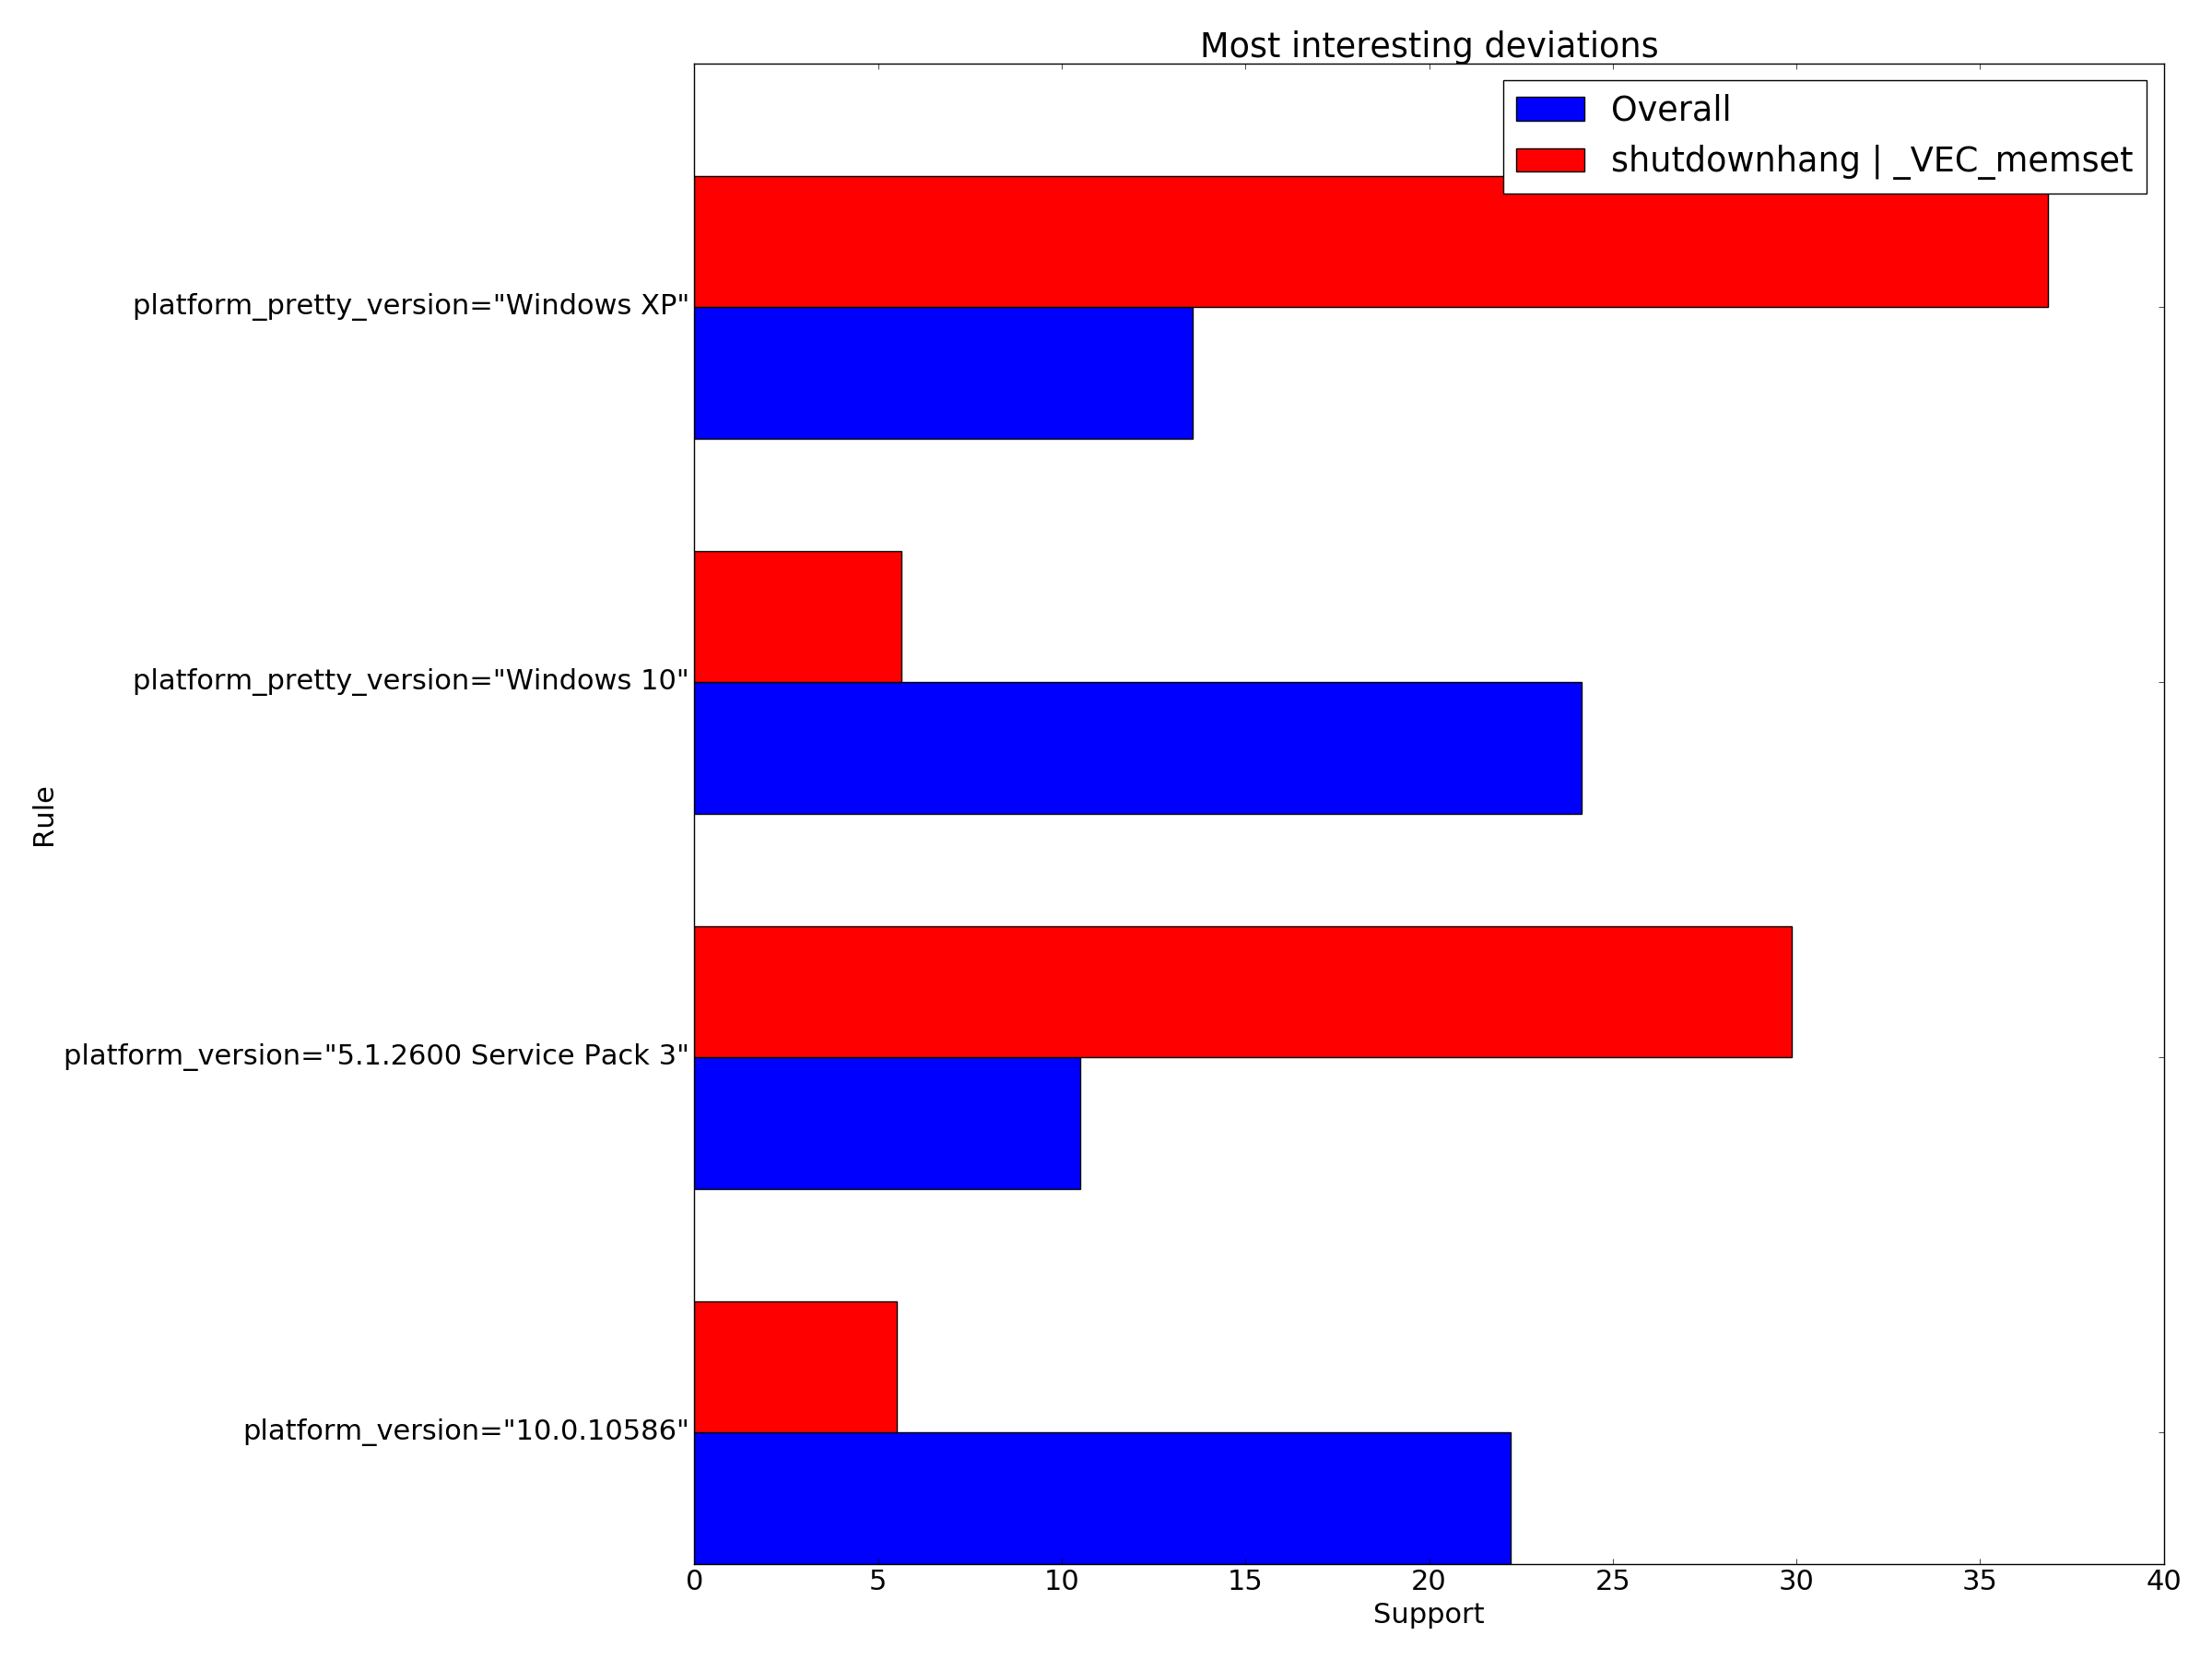 Most interesting deviations
Overall
shutdownhang | _VEC_memset
platform_pretty_version="Windows XP"
platform_pretty_version="Windows 10"
Rule
platform_version="5.1.2600 Service Pack 3"
platform_version="10.0.10586"
0 5 10 15 20 25 30 35 40
Support